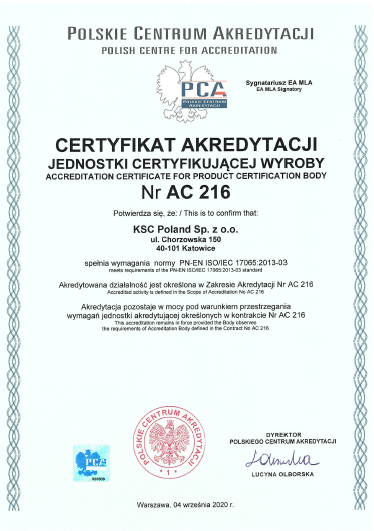 POLSKIE CENTRUM AKREDYTACJI
POLISH CENTRE FOR ACCREDITATION
PCA
POLSKIE CENTRUM
AKREDYTACJI
Sygnatariusz EA MLA
EA MLA Signatory
CERTYFIKAT AKREDYTACJI
JEDNOSTKI CERTYFIKUJĄCEJ WYROBY
ACCREDITATION CERTIFICATE FOR PRODUCT CERTIFICATION BODY
Nr AC 216
Potwierdza się, że: / This is to confirm that:
KSC Poland Sp. z o.o.
ul. Chorzowska 150
40-101 Katowice
spełnia wymagania normy PN-EN ISO/IEC 17065:2013-03
meets requirements of the PN-EN ISO/IEC 17065:2013-03 standard
Akredytowana działalność jest określona w Zakresie Akredytacji Nr AC 216
Accredited activity is defined in the Scope of Accreditation No AC 216
Akredytacja pozostaje w mocy pod warunkiem przestrzegania
wymagań jednostki akredytującej określonych w kontrakcie Nr AC 216
This accreditation remains in force provided the Body observes
the requirements of Accreditation Body defined in the Contract No AC 216
POLSKIE CENTRUM AKREDYTACJI
1
PCA
DYREKTOR
POLSKIEGO CENTRUM AKREDYTACJI
LUCYNA OLBORSKA
Warszawa, 04 września 2020 r.